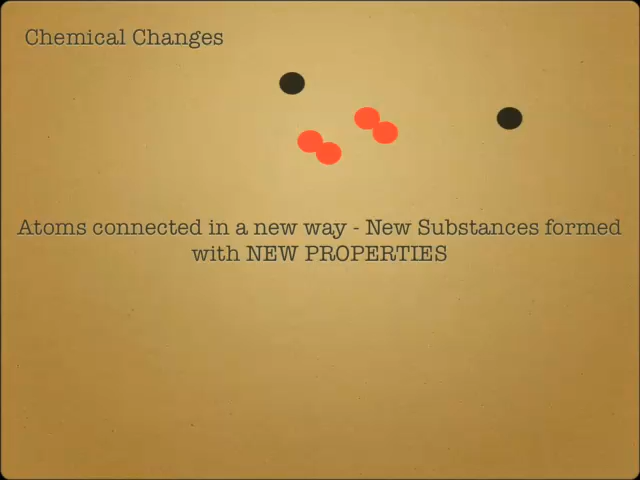 Chemical Changes
Atoms connected in a new way - New Substances formed
with NEW PROPERTIES